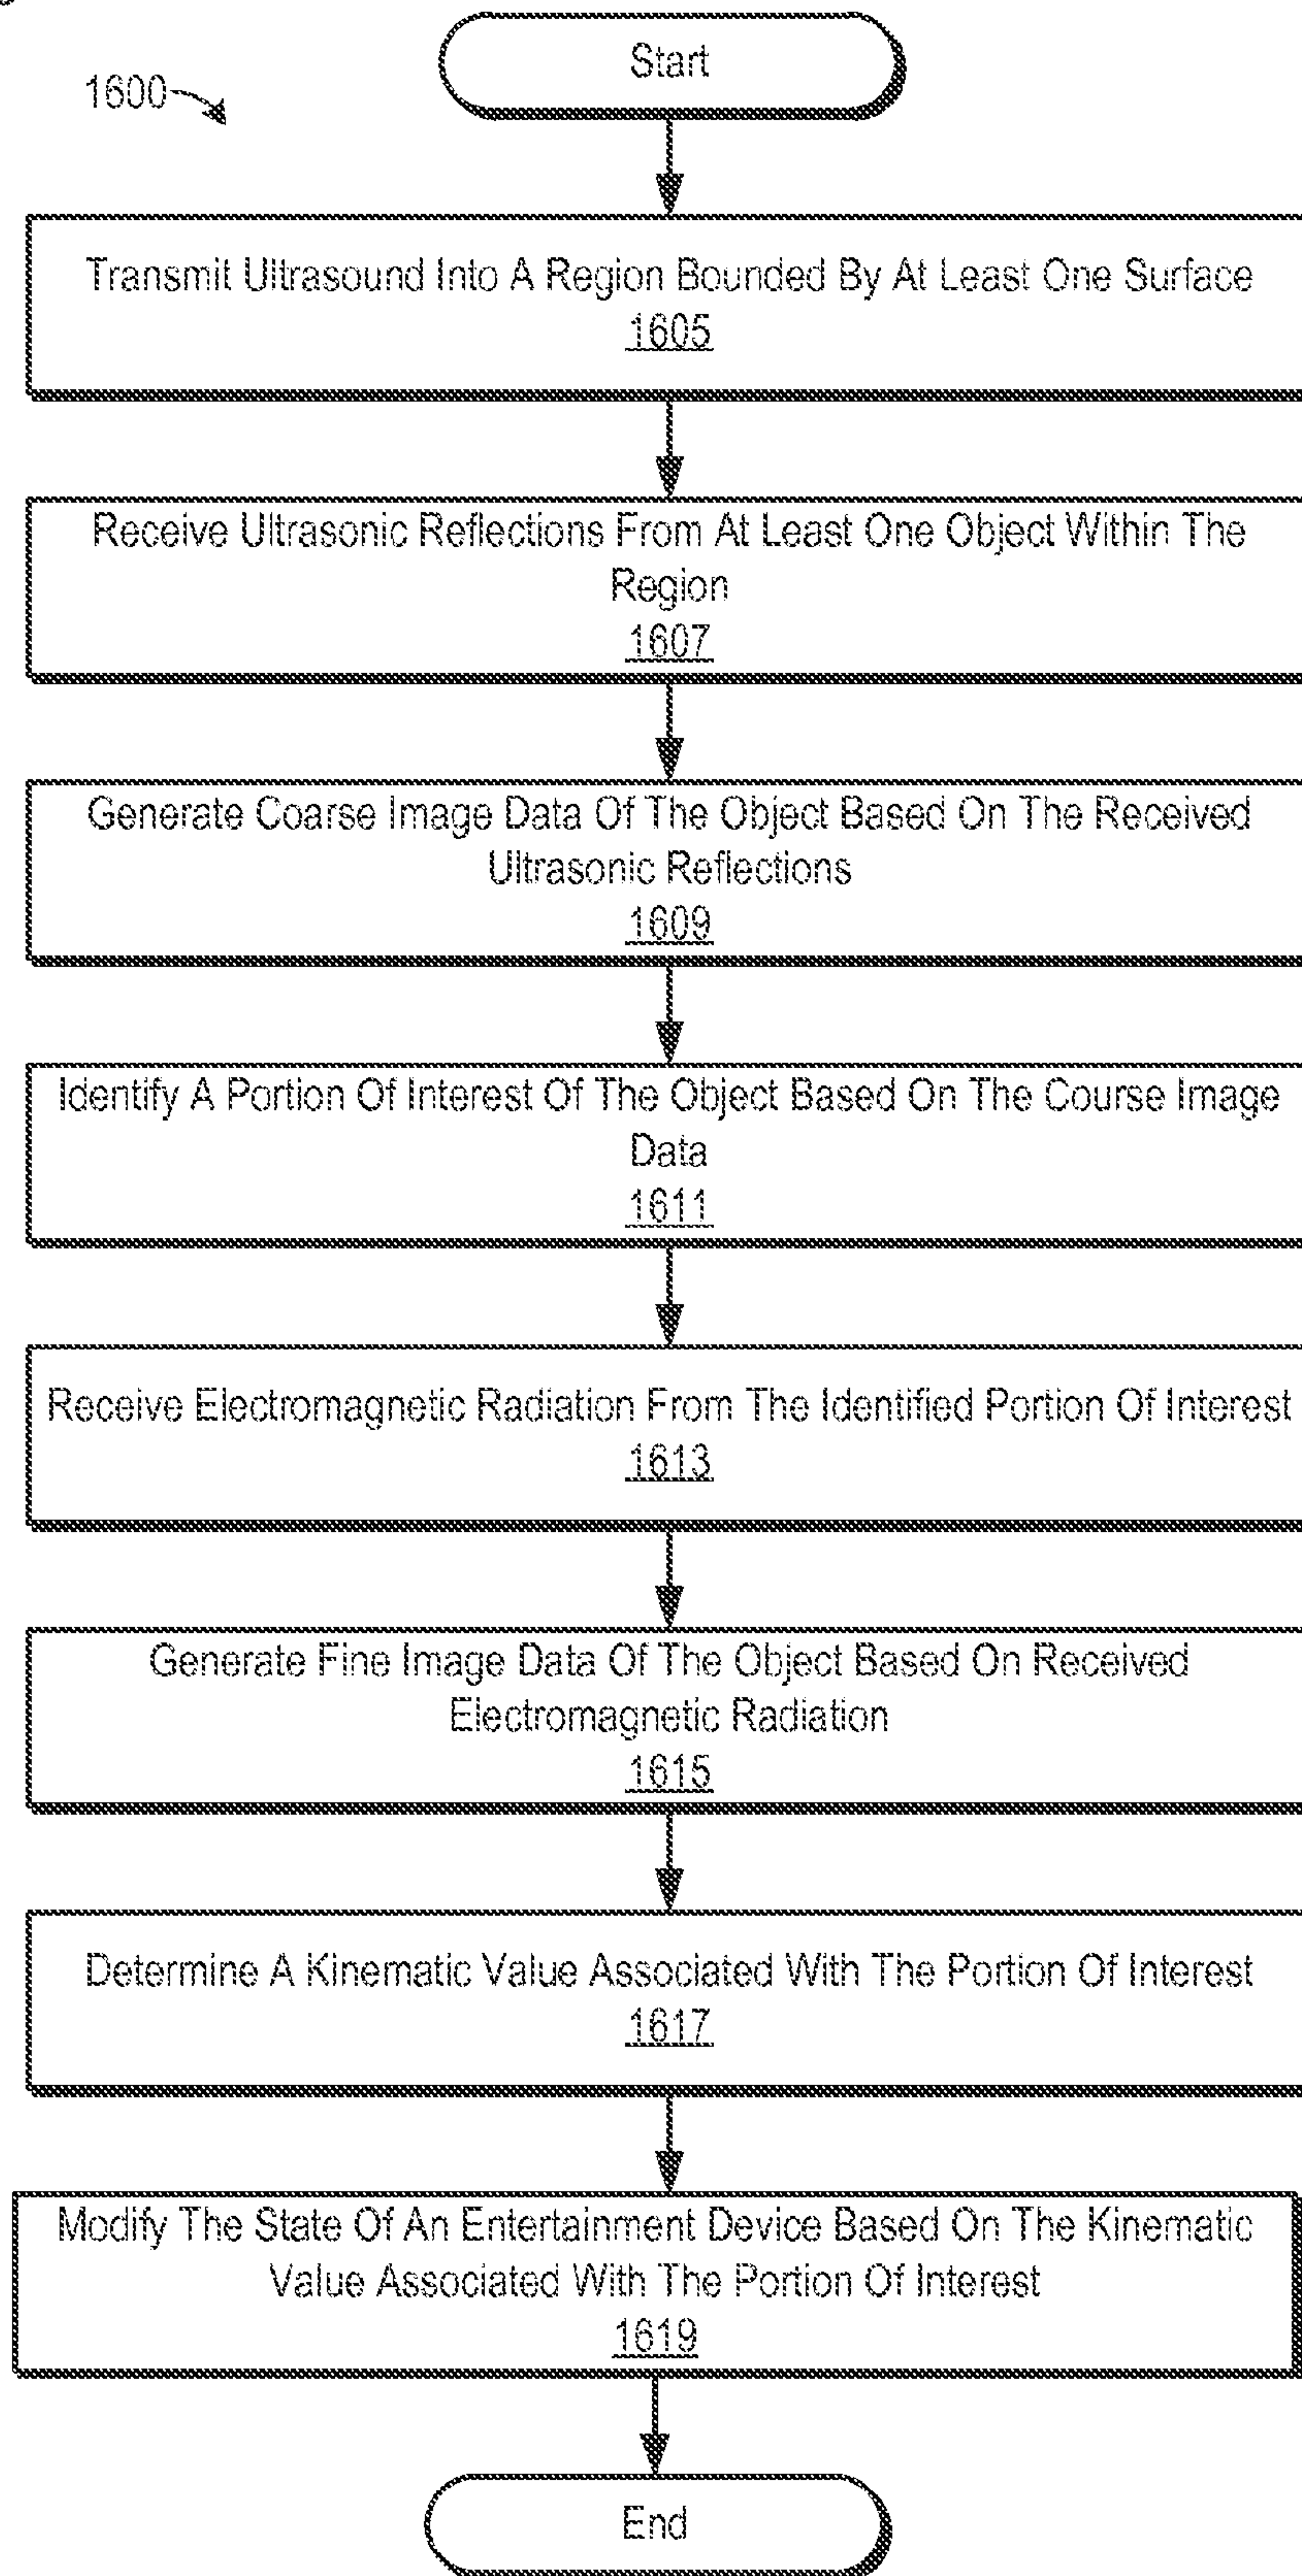 Start
1600
Transmit Ultrasound Into A Region Bounded By At Least One Surface
1605
Receive Ultrasonic Reflections From At Least One Object Within The
Region
1607
Generate Coarse Image Data Of The Object Based On The Received
Ultrasonic Reflections
1609
Identify A Portion Of Interest Of The Object Based On The Course Image
Data
1611
Receive Electromagnetic Radiation From The Identified Portion Of Interest
1613
Generate Fine Image Data Of The Object Based On Received
Electromagnetic Radiation
1615
Determine A Kinematic Value Associated With The Portion Of Interest
1617
Modify The State Of An Entertainment Device Based On The Kinematic
Value Associated With The Portion Of Interest
1619
End